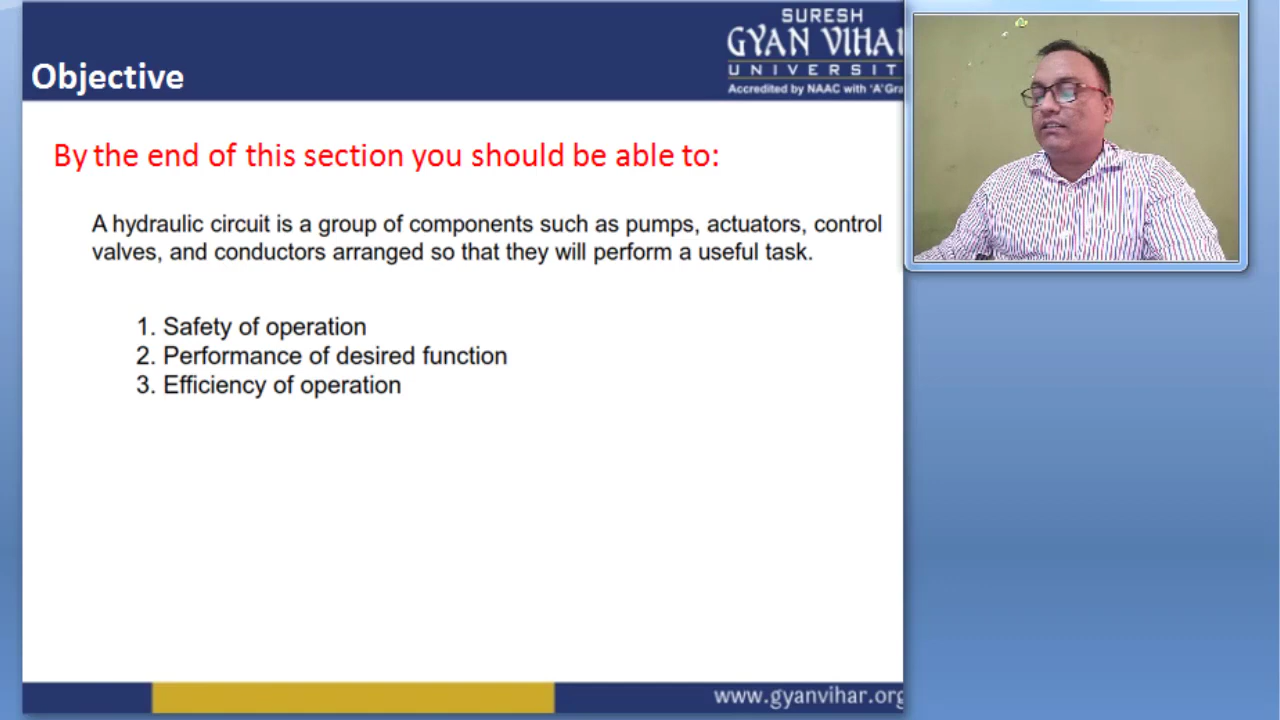 SURESH
GYAN VIHAR
UNIVERSIT
Accredited by NAAC with 'A' Gra
Objective
By the end of this section you should be able to:
A hydraulic circuit is a group of components such as pumps, actuators, control
valves, and conductors arranged so that they will perform a useful task.
1. Safety of operation
2. Performance of desired function
3. Efficiency of operation
www.gyanvihar.org